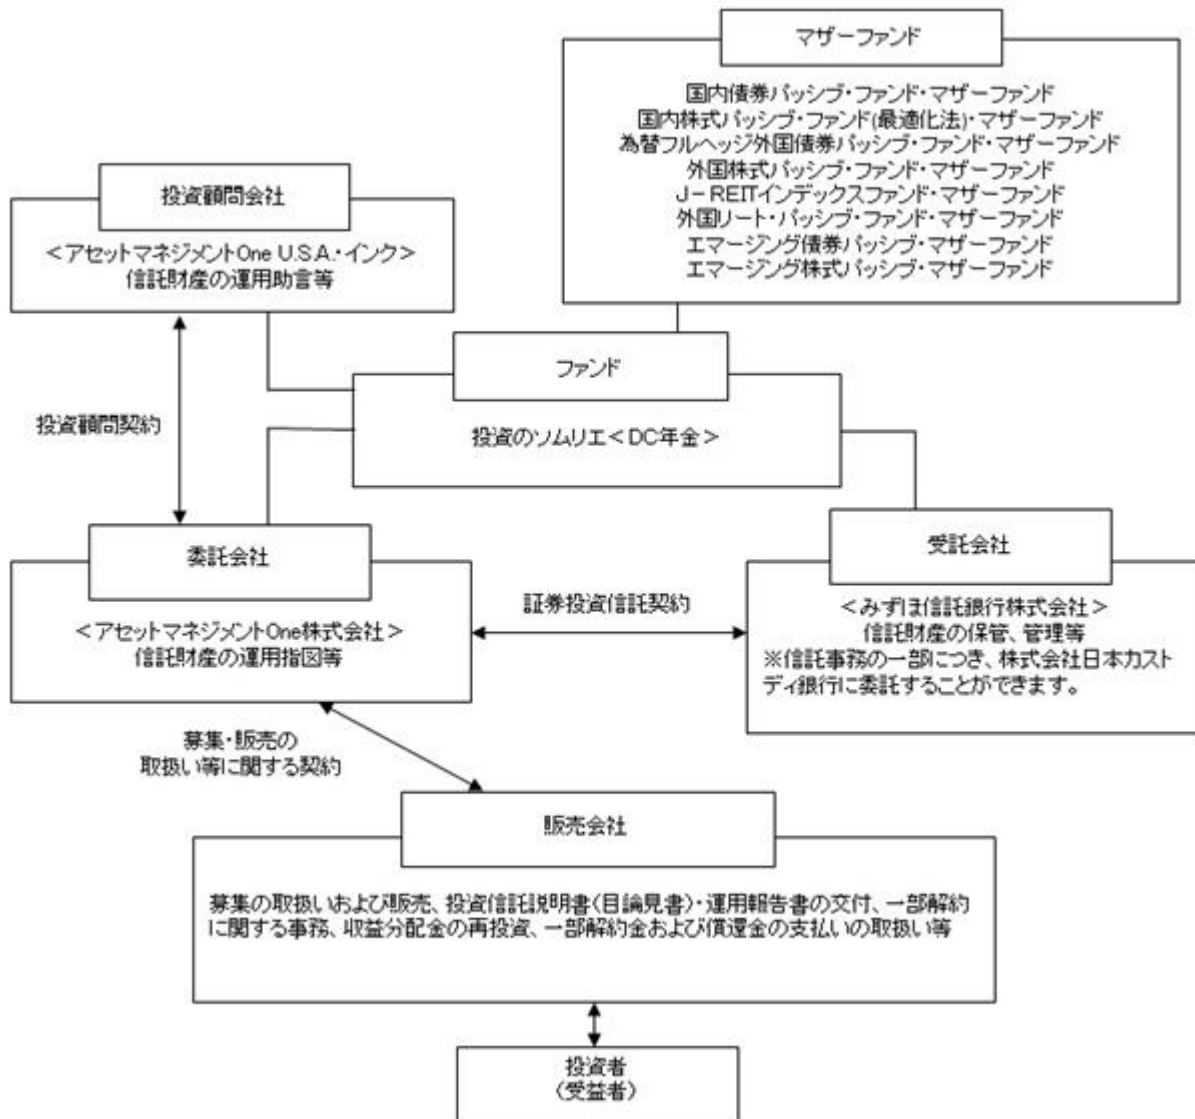 マザーファンド
国内債券パッシブ・ファンド・マザーファンド
国内株式パッシブ・ファンド(最適化法)・マザーファンド
為替フルヘッジ外国債券パッシブ・ファンド・マザーファンド
外国株式パッシブ・ファンド・マザーファンド
J-REITインデックスファンド・マザーファンド
外国リート・パッシブ・ファンド・マザーファンド
エマージング債券パッシブ・マザーファンド
エマージング株式パッシブ・マザーファンド
投資顧問会社
<アセットマネジメントOne U.S.A.・インク>
信託財産の運用助言等
ファンド
投資のソムリエ<DC年金>
投資顧問契約
委託会社
<アセットマネジメントOne株式会社>
信託財産の運用指図等
証券投資信託契約
受託会社
<みずほ信託銀行株式会社>
信託財産の保管、管理等
※信託事務の一部につき、株式会社日本カスト
ディ銀行に委託することができます。
募集・販売の
取扱い等に関する契約
販売会社
募集の取扱いおよび販売、投資信託説明書(目論見書)・運用報告書の交付、一部解約
に関する事務、収益分配金の再投資、一部解約金および償還金の支払いの取扱い等
投資者
(受益者)